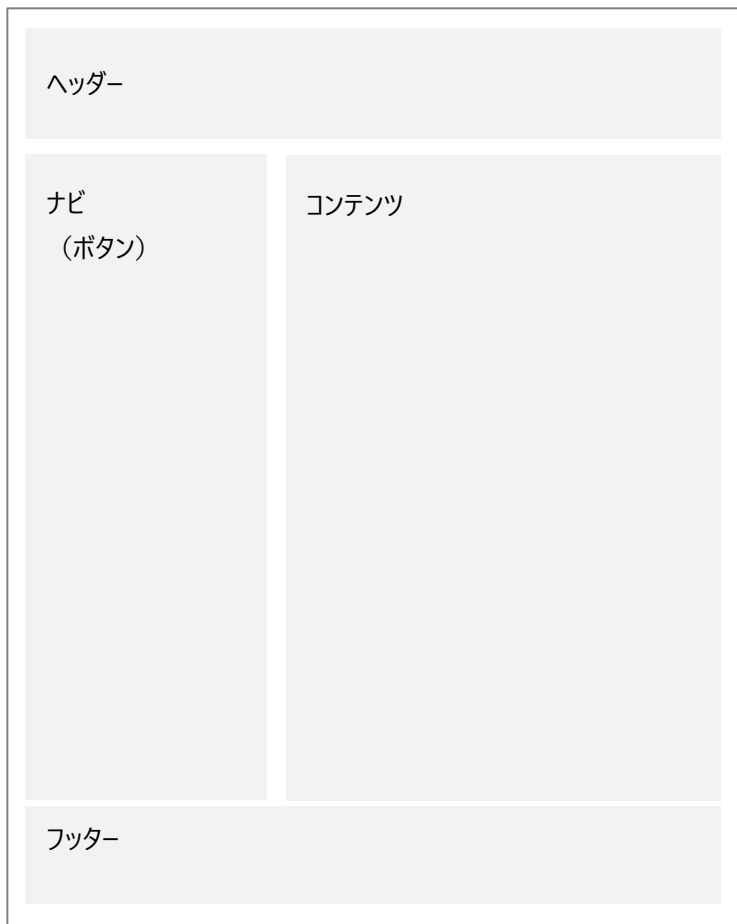 ヘッダー
ナビ
（ボタン）
コンテンツ
フッター